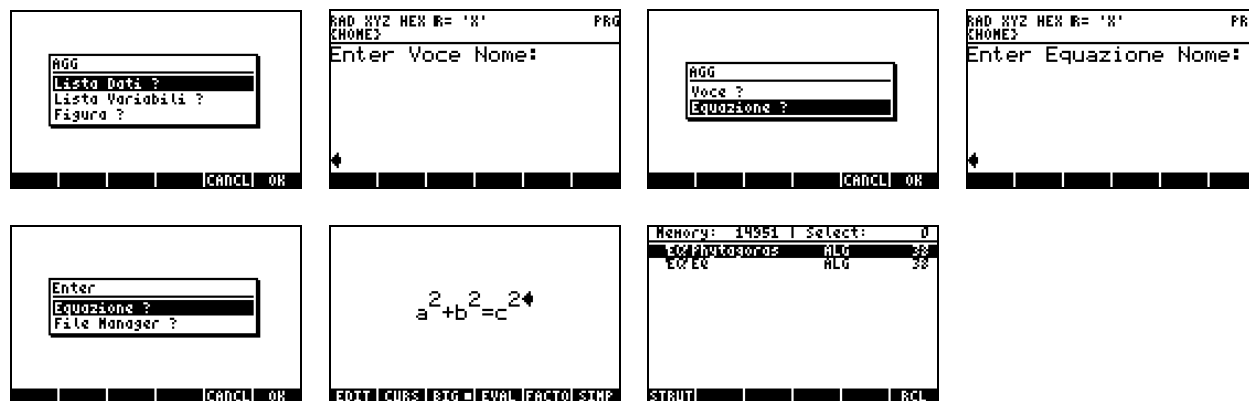 AGG
Lista Dati ?
Lista Variabili ?
Figura ?
CANCL OK
RAD XYZ HEX R= 'X' PRG
{HOME}
Enter Voce Nome:
AGG
Voce ?
Equazione ?
CANCL OK
RAD XYZ HEX R= 'X' PR
{HOME}
Enter Equazione Nome:
Enter
Equazione ?
File Manager ?
CANCL OK
a²+b²=c²
EDIT CURS BIG ■ EVAL FACTO SIMP
Memory: 14951 | Select: 0
EQ/Phytagoras ALG 38
EQ/EQ ALG 38
STRUT RCL